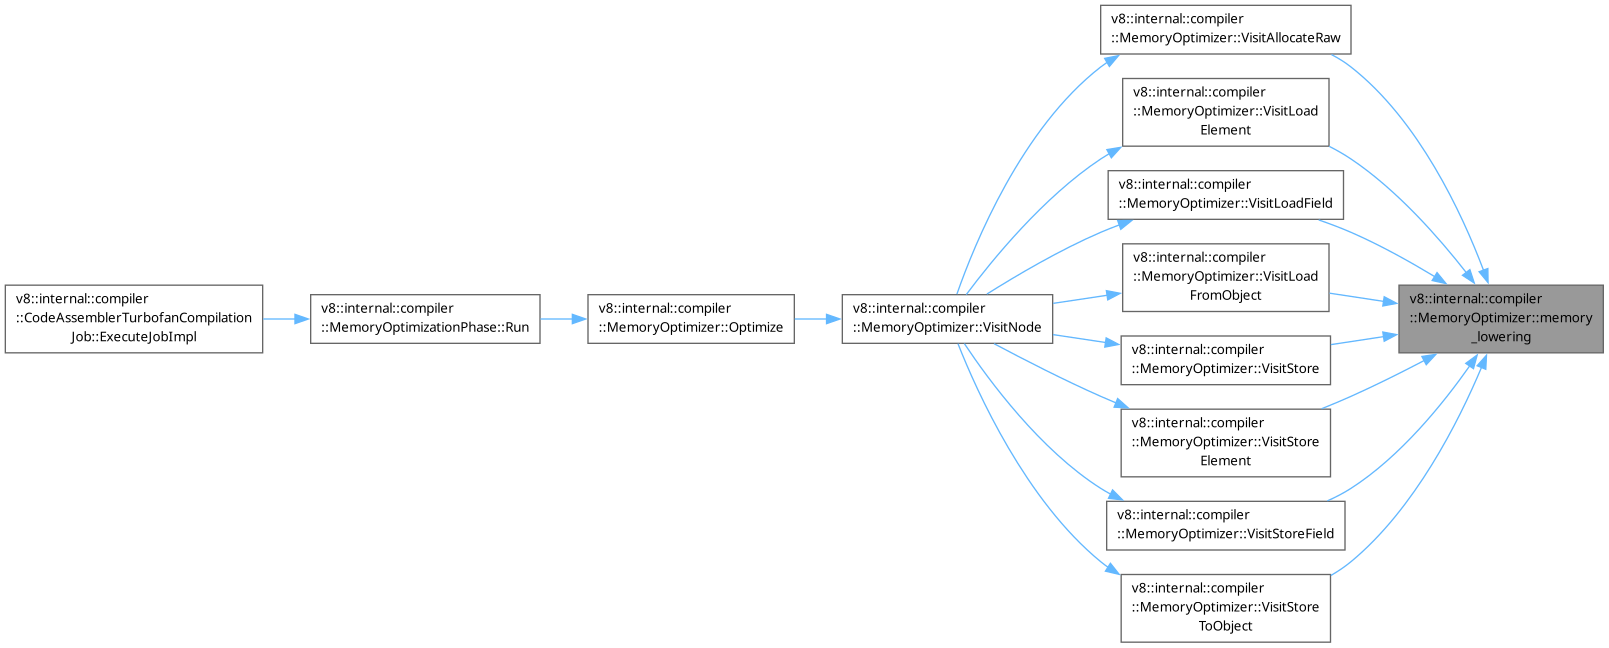 v8::internal::compiler
::MemoryOptimizer::VisitAllocateRaw
v8::internal::compiler
::MemoryOptimizer::VisitLoad
Element
v8::internal::compiler
::MemoryOptimizer::VisitLoadField
v8::internal::compiler
::MemoryOptimizer::VisitLoad
FromObject
v8::internal::compiler
::CodeAssemblerTurbofanCompilation
Job::ExecuteJobImpl
v8::internal::compiler
::MemoryOptimizationPhase::Run
v8::internal::compiler
::MemoryOptimizer::Optimize
v8::internal::compiler
::MemoryOptimizer::VisitNode
v8::internal::compiler
::MemoryOptimizer::memory
_lowering
v8::internal::compiler
::MemoryOptimizer::VisitStore
v8::internal::compiler
::MemoryOptimizer::VisitStore
Element
v8::internal::compiler
::MemoryOptimizer::VisitStoreField
v8::internal::compiler
::MemoryOptimizer::VisitStore
ToObject